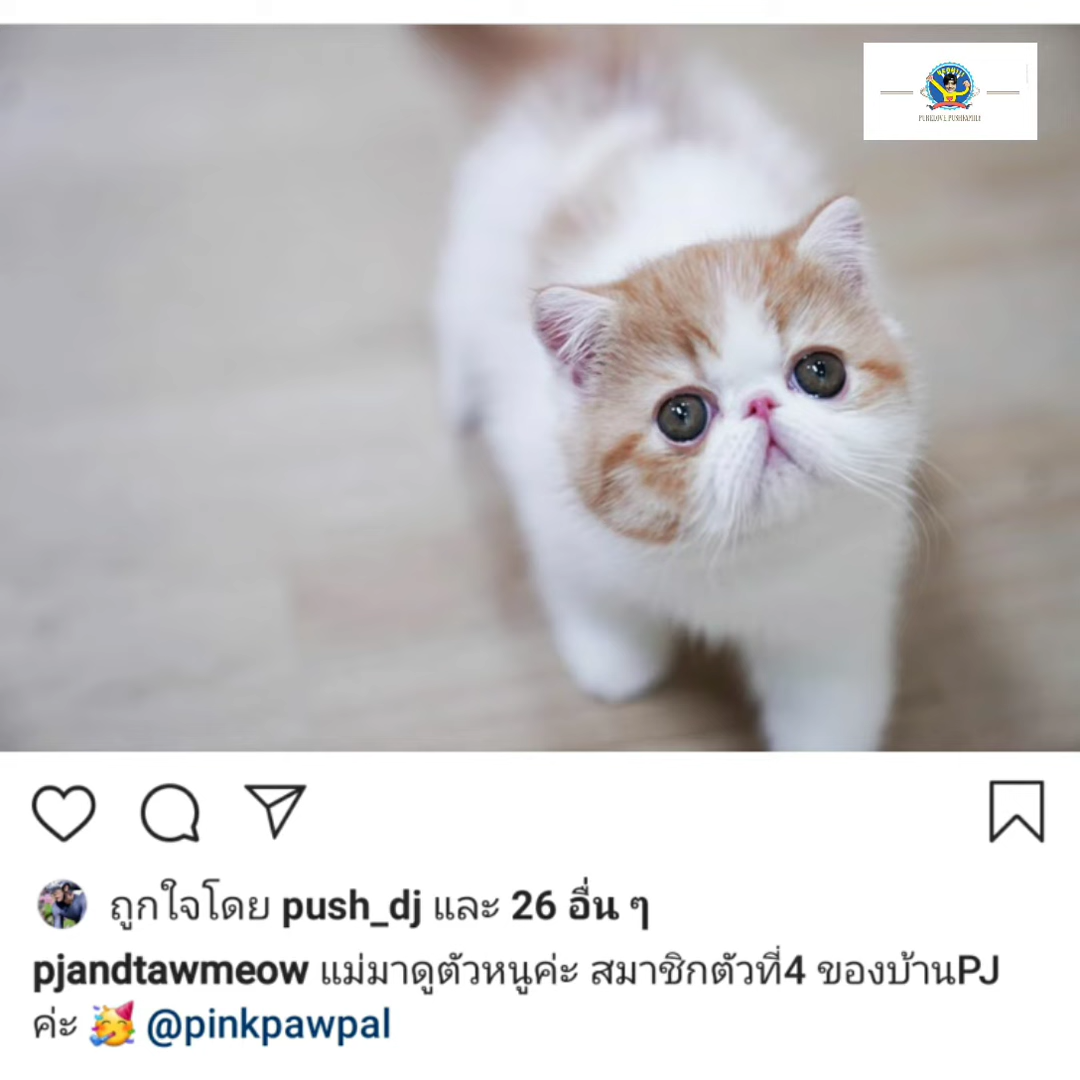 ถูกใจโดย push_dj และ 26 อื่น ๆ
pjandtawmeow แม่มาดูตัวหนูค่ะ สมาชิกตัวที่4 ของบ้านPJ
ค่ะ 🥳 @pinkpawpal